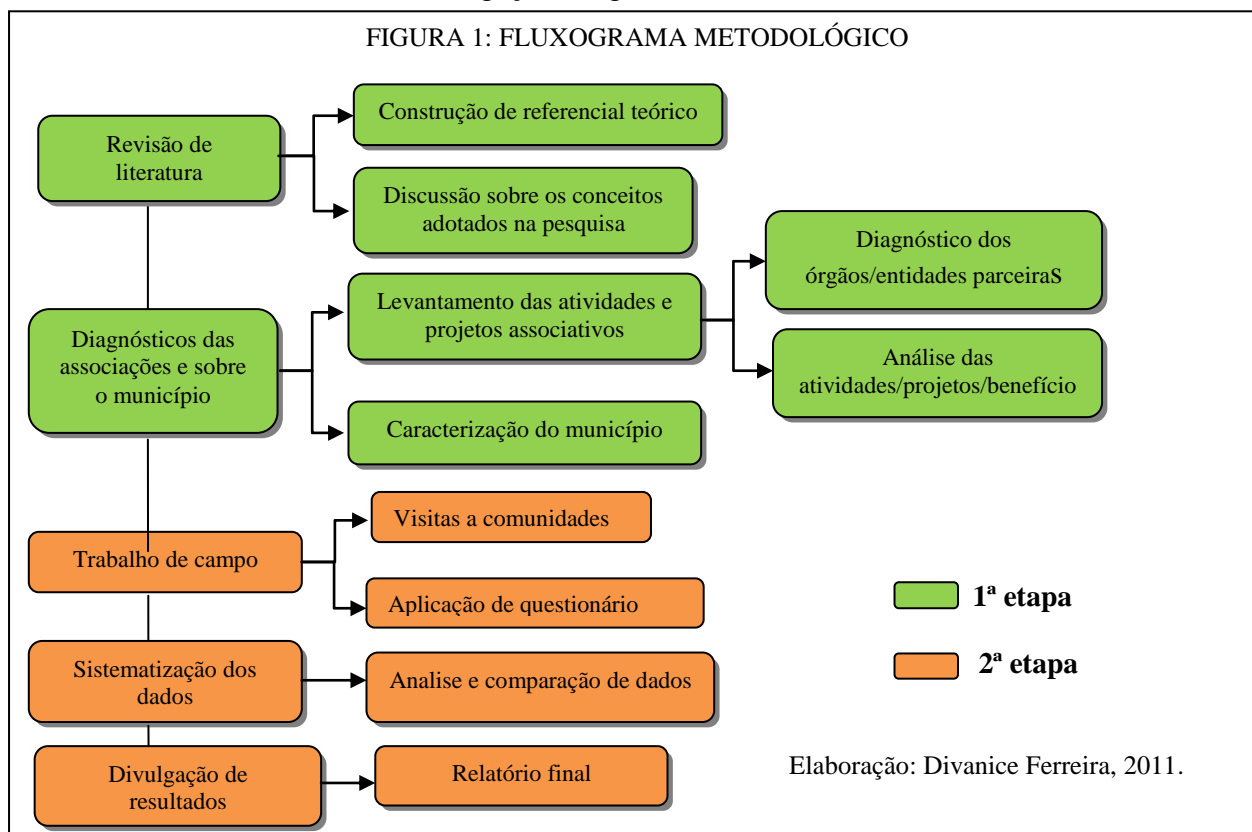 FIGURA 1: FLUXOGRAMA METODOLÓGICO
Revisão de
literatura
Construção de referencial teórico
Discussão sobre os conceitos
adotados na pesquisa
Diagnósticos das
associações e sobre
o município
Levantamento das atividades e
projetos associativos
Diagnóstico dos
órgãos/entidades parceiraS
Análise das
atividades/projetos/benefício
Caracterização do município
Trabalho de campo
Visitas a comunidades
Aplicação de questionário
Sistematização dos
dados
Analise e comparação de dados
Divulgação de
resultados
Relatório final
1ª etapa
2ª etapa
Elaboração: Divanice Ferreira, 2011.